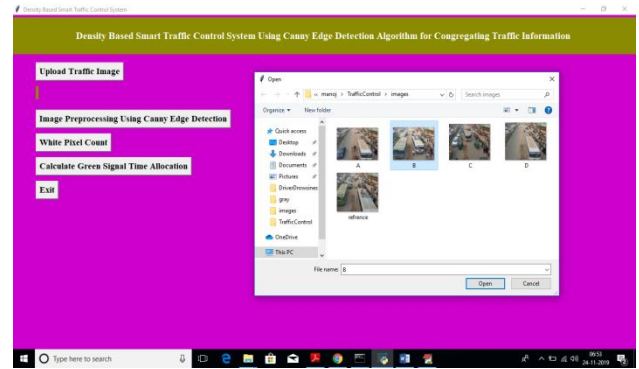 Density Based Smart Traffic Control System
Density Based Smart Traffic Control System Using Canny Edge Detection Algorithm for Congregating Traffic Information
Upload Traffic Image
Image Preprocessing Using Canny Edge Detection
White Pixel Count
Calculate Green Signal Time Allocation
Exit
Open
« manoj > TrafficControl > images
Search images
Organize
New folder
Quick access
Desktop
Downloads
Documents
Pictures
DriverDrowsines
gray
images
TrafficControl
OneDrive
This PC
A
B
C
D
refrence
File name: B
Open
Cancel
Type here to search
06:53
24-11-2019